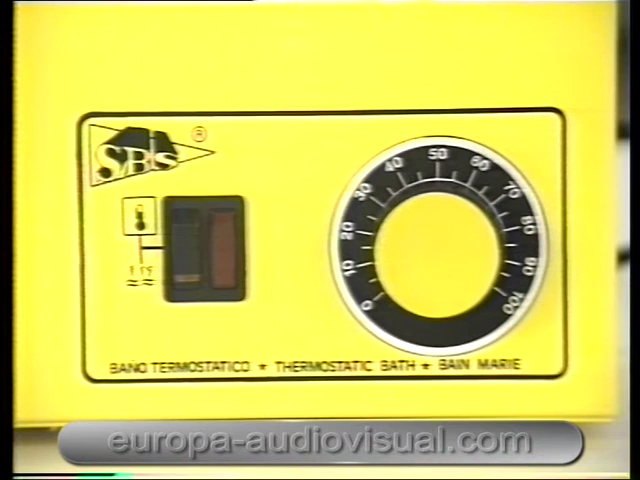 SBS ®
0 10 20 30 40 50 60 70 80 90 100
BAÑO TERMOSTATICO ★ THERMOSTATIC BATH ★ BAIN MARIE
europa-audiovisual.com